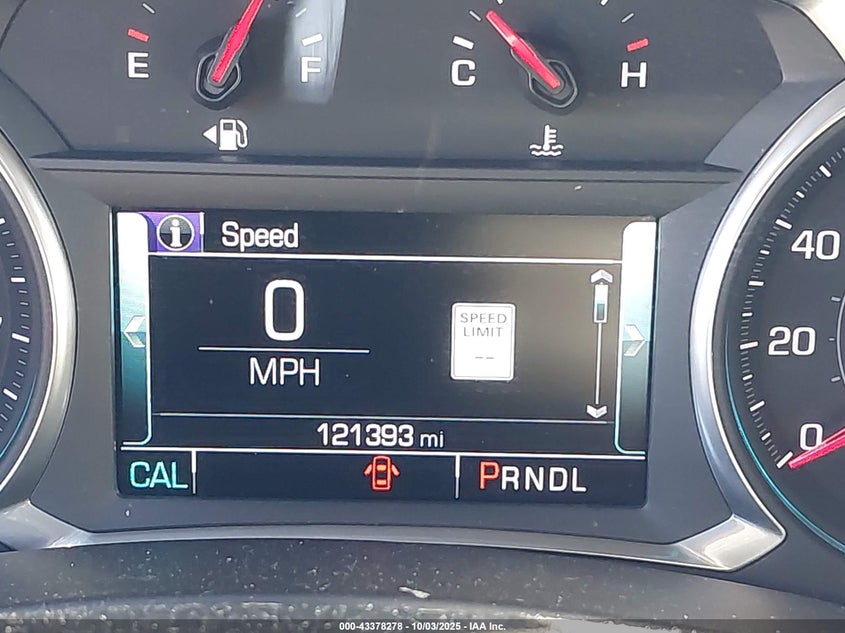 E F C H
Speed
0
MPH
SPEED
LIMIT
--
121393 mi
CAL
PRNDL
40
20
0
000-43378278 - 10/03/2025 - IAA Inc.